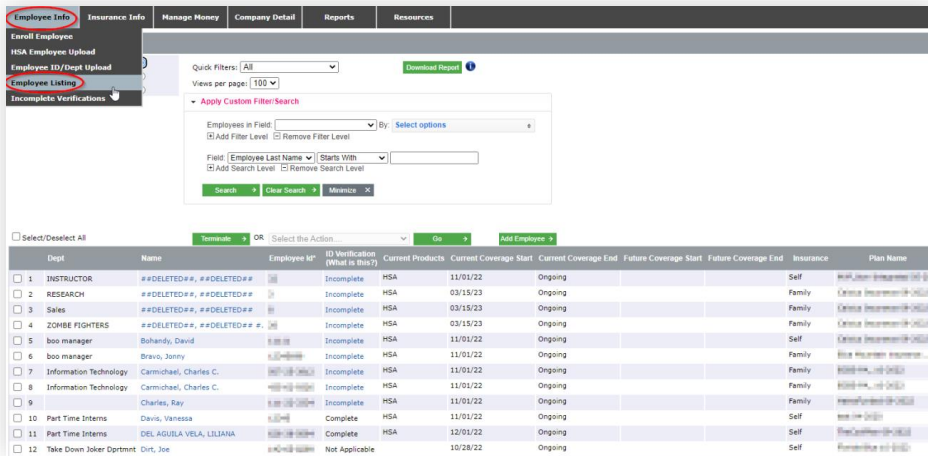 Employee Info Insurance Info Manage Money Company Detail Reports Resources
Enroll Employee
HSA Employee Upload
Employee ID/Dept Upload
Employee Listing
Incomplete Verifications
Quick Filters: All Download Report
Views per page: 100
Apply Custom Filter/Search
Employees in Field: By: Select options
Add Filter Level Remove Filter Level
Field: Employee Last Name Starts With
Add Search Level Remove Search Level
Search Clear Search Minimize X
Select/Deselect All Terminate OR Select the Action.... Go Add Employee
Dept Name Employee Id* ID Verification (What is this?) Current Products Current Coverage Start Current Coverage End Future Coverage Start Future Coverage End Insurance Plan Name
1 INSTRUCTOR ##DELETED##, ##DELETED## Incomplete HSA 11/01/22 Ongoing Self
2 RESEARCH ##DELETED##, ##DELETED## Incomplete HSA 03/15/23 Ongoing Family
3 Sales ##DELETED##, ##DELETED## Incomplete HSA 03/15/23 Ongoing Family
4 ZOMBE FIGHTERS ##DELETED##, ##DELETED## #. Incomplete HSA 03/15/23 Ongoing Family
5 boo manager Bohandy, David Incomplete HSA 11/01/22 Ongoing Self
6 boo manager Bravo, Jonny Incomplete HSA 11/01/22 Ongoing Family
7 Information Technology Carmichael, Charles C. Incomplete HSA 11/01/22 Ongoing Family
8 Information Technology Carmichael, Charles C. Incomplete HSA 11/01/22 Ongoing Family
9 Charles, Ray Incomplete HSA 11/01/22 Ongoing Family
10 Part Time Interns Davis, Vanessa Complete HSA 11/01/22 Ongoing Self
11 Part Time Interns DEL AGUILA VELA, LILIANA Complete HSA 12/01/22 Ongoing Self
12 Take Down Joker Dprtmnt Dirt, Joe Not Applicable 10/28/22 Ongoing Self